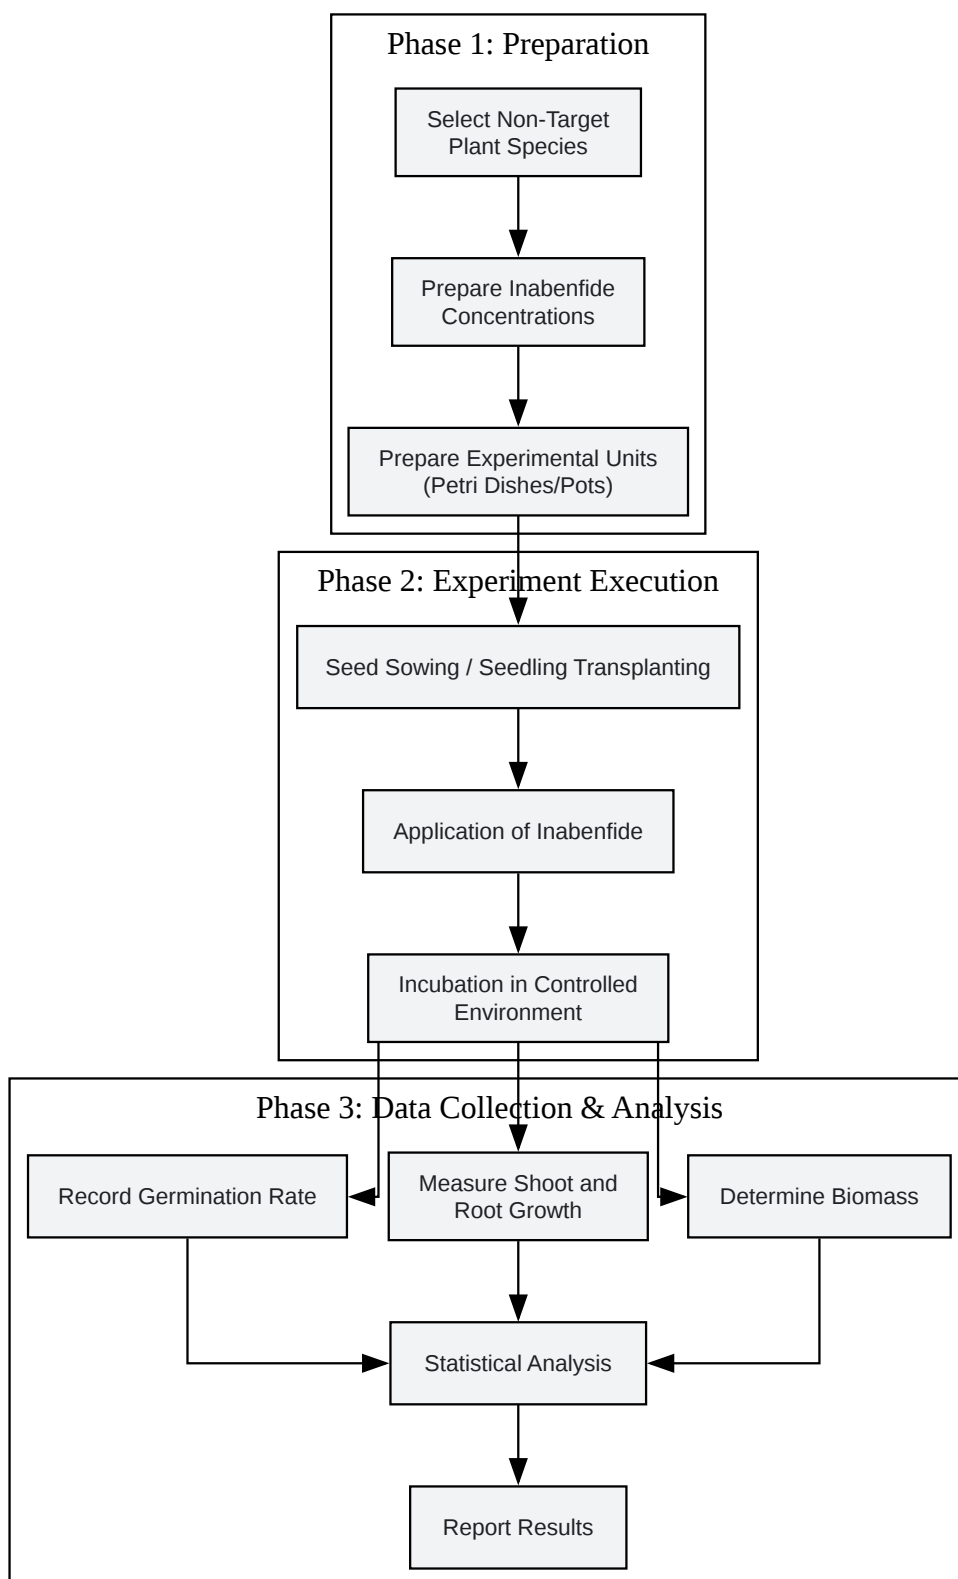 Phase 1: Preparation
Select Non-Target
Plant Species
Prepare Inabenfide
Concentrations
Prepare Experimental Units
(Petri Dishes/Pots)
Phase 2: Experiment Execution
Seed Sowing / Seedling Transplanting
Application of Inabenfide
Incubation in Controlled
Environment
Phase 3: Data Collection & Analysis
Record Germination Rate
Measure Shoot and
Root Growth
Determine Biomass
Statistical Analysis
Report Results